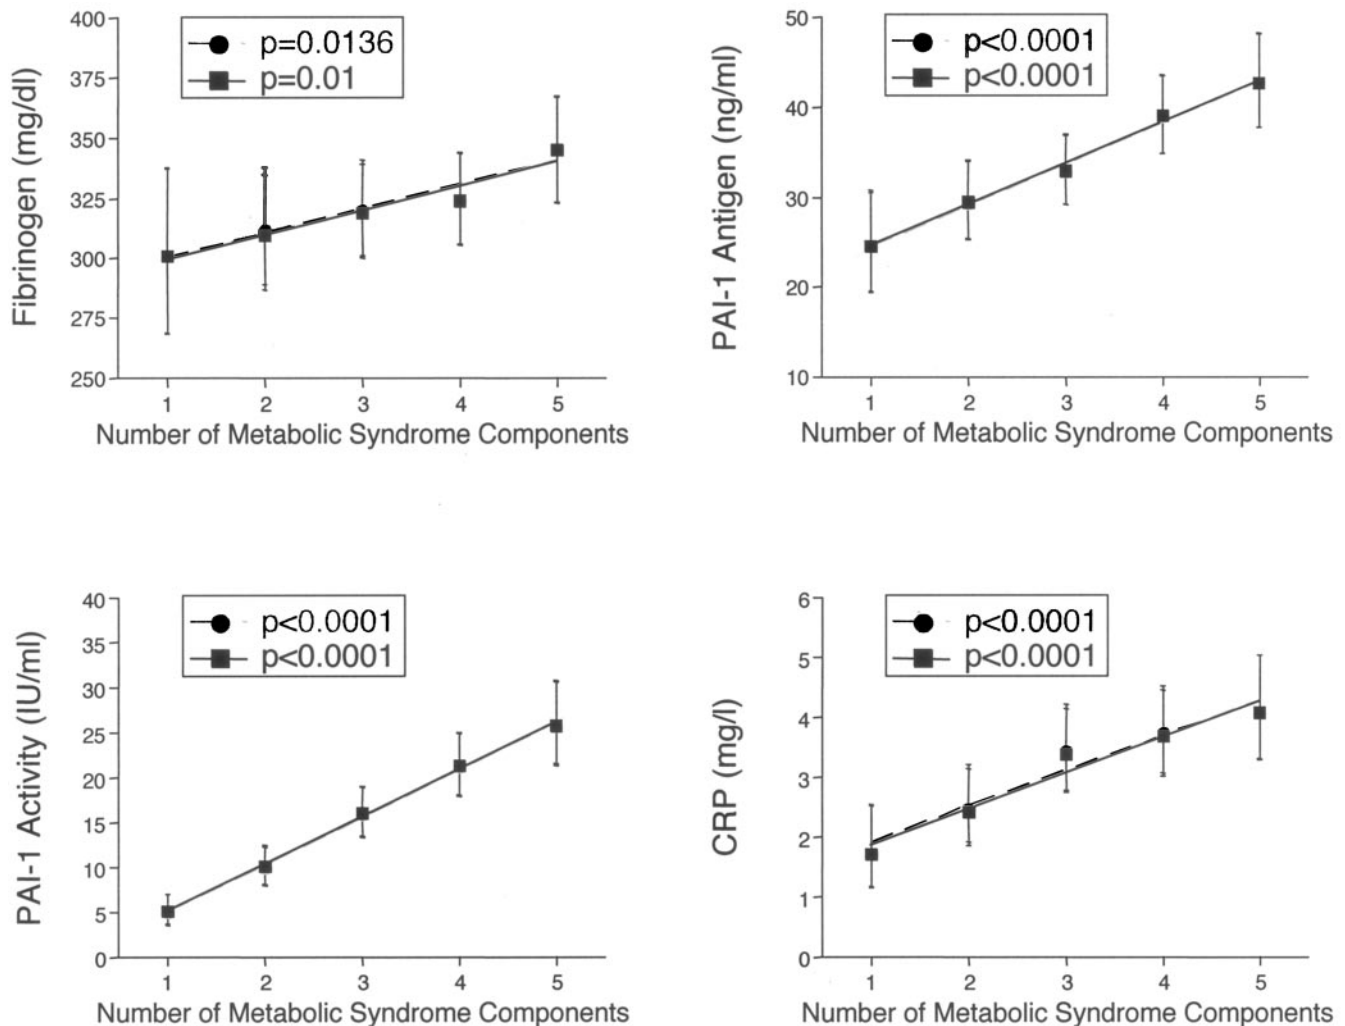 400
375
350
325
300
275
250
Fibrinogen (mg/dl)
p=0.0136
p=0.01
1 2 3 4 5
Number of Metabolic Syndrome Components
50
40
30
20
10
PAI-1 Antigen (ng/ml)
p<0.0001
p<0.0001
1 2 3 4 5
Number of Metabolic Syndrome Components
40
35
30
25
20
15
10
5
0
PAI-1 Activity (IU/ml)
p<0.0001
p<0.0001
1 2 3 4 5
Number of Metabolic Syndrome Components
6
5
4
3
2
1
0
CRP (mg/l)
p<0.0001
p<0.0001
1 2 3 4 5
Number of Metabolic Syndrome Components